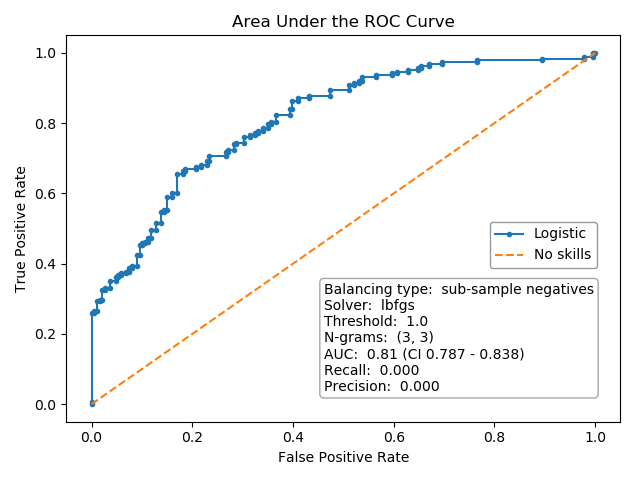 Area Under the ROC Curve
True Positive Rate
1.0
0.8
0.6
0.4
0.2
0.0
Logistic
No skills
Balancing type:  sub-sample negatives
Solver:  lbfgs
Threshold:  1.0
N-grams:  (3, 3)
AUC:  0.81 (CI 0.787 - 0.838)
Recall:  0.000
Precision:  0.000
0.0 0.2 0.4 0.6 0.8 1.0
False Positive Rate